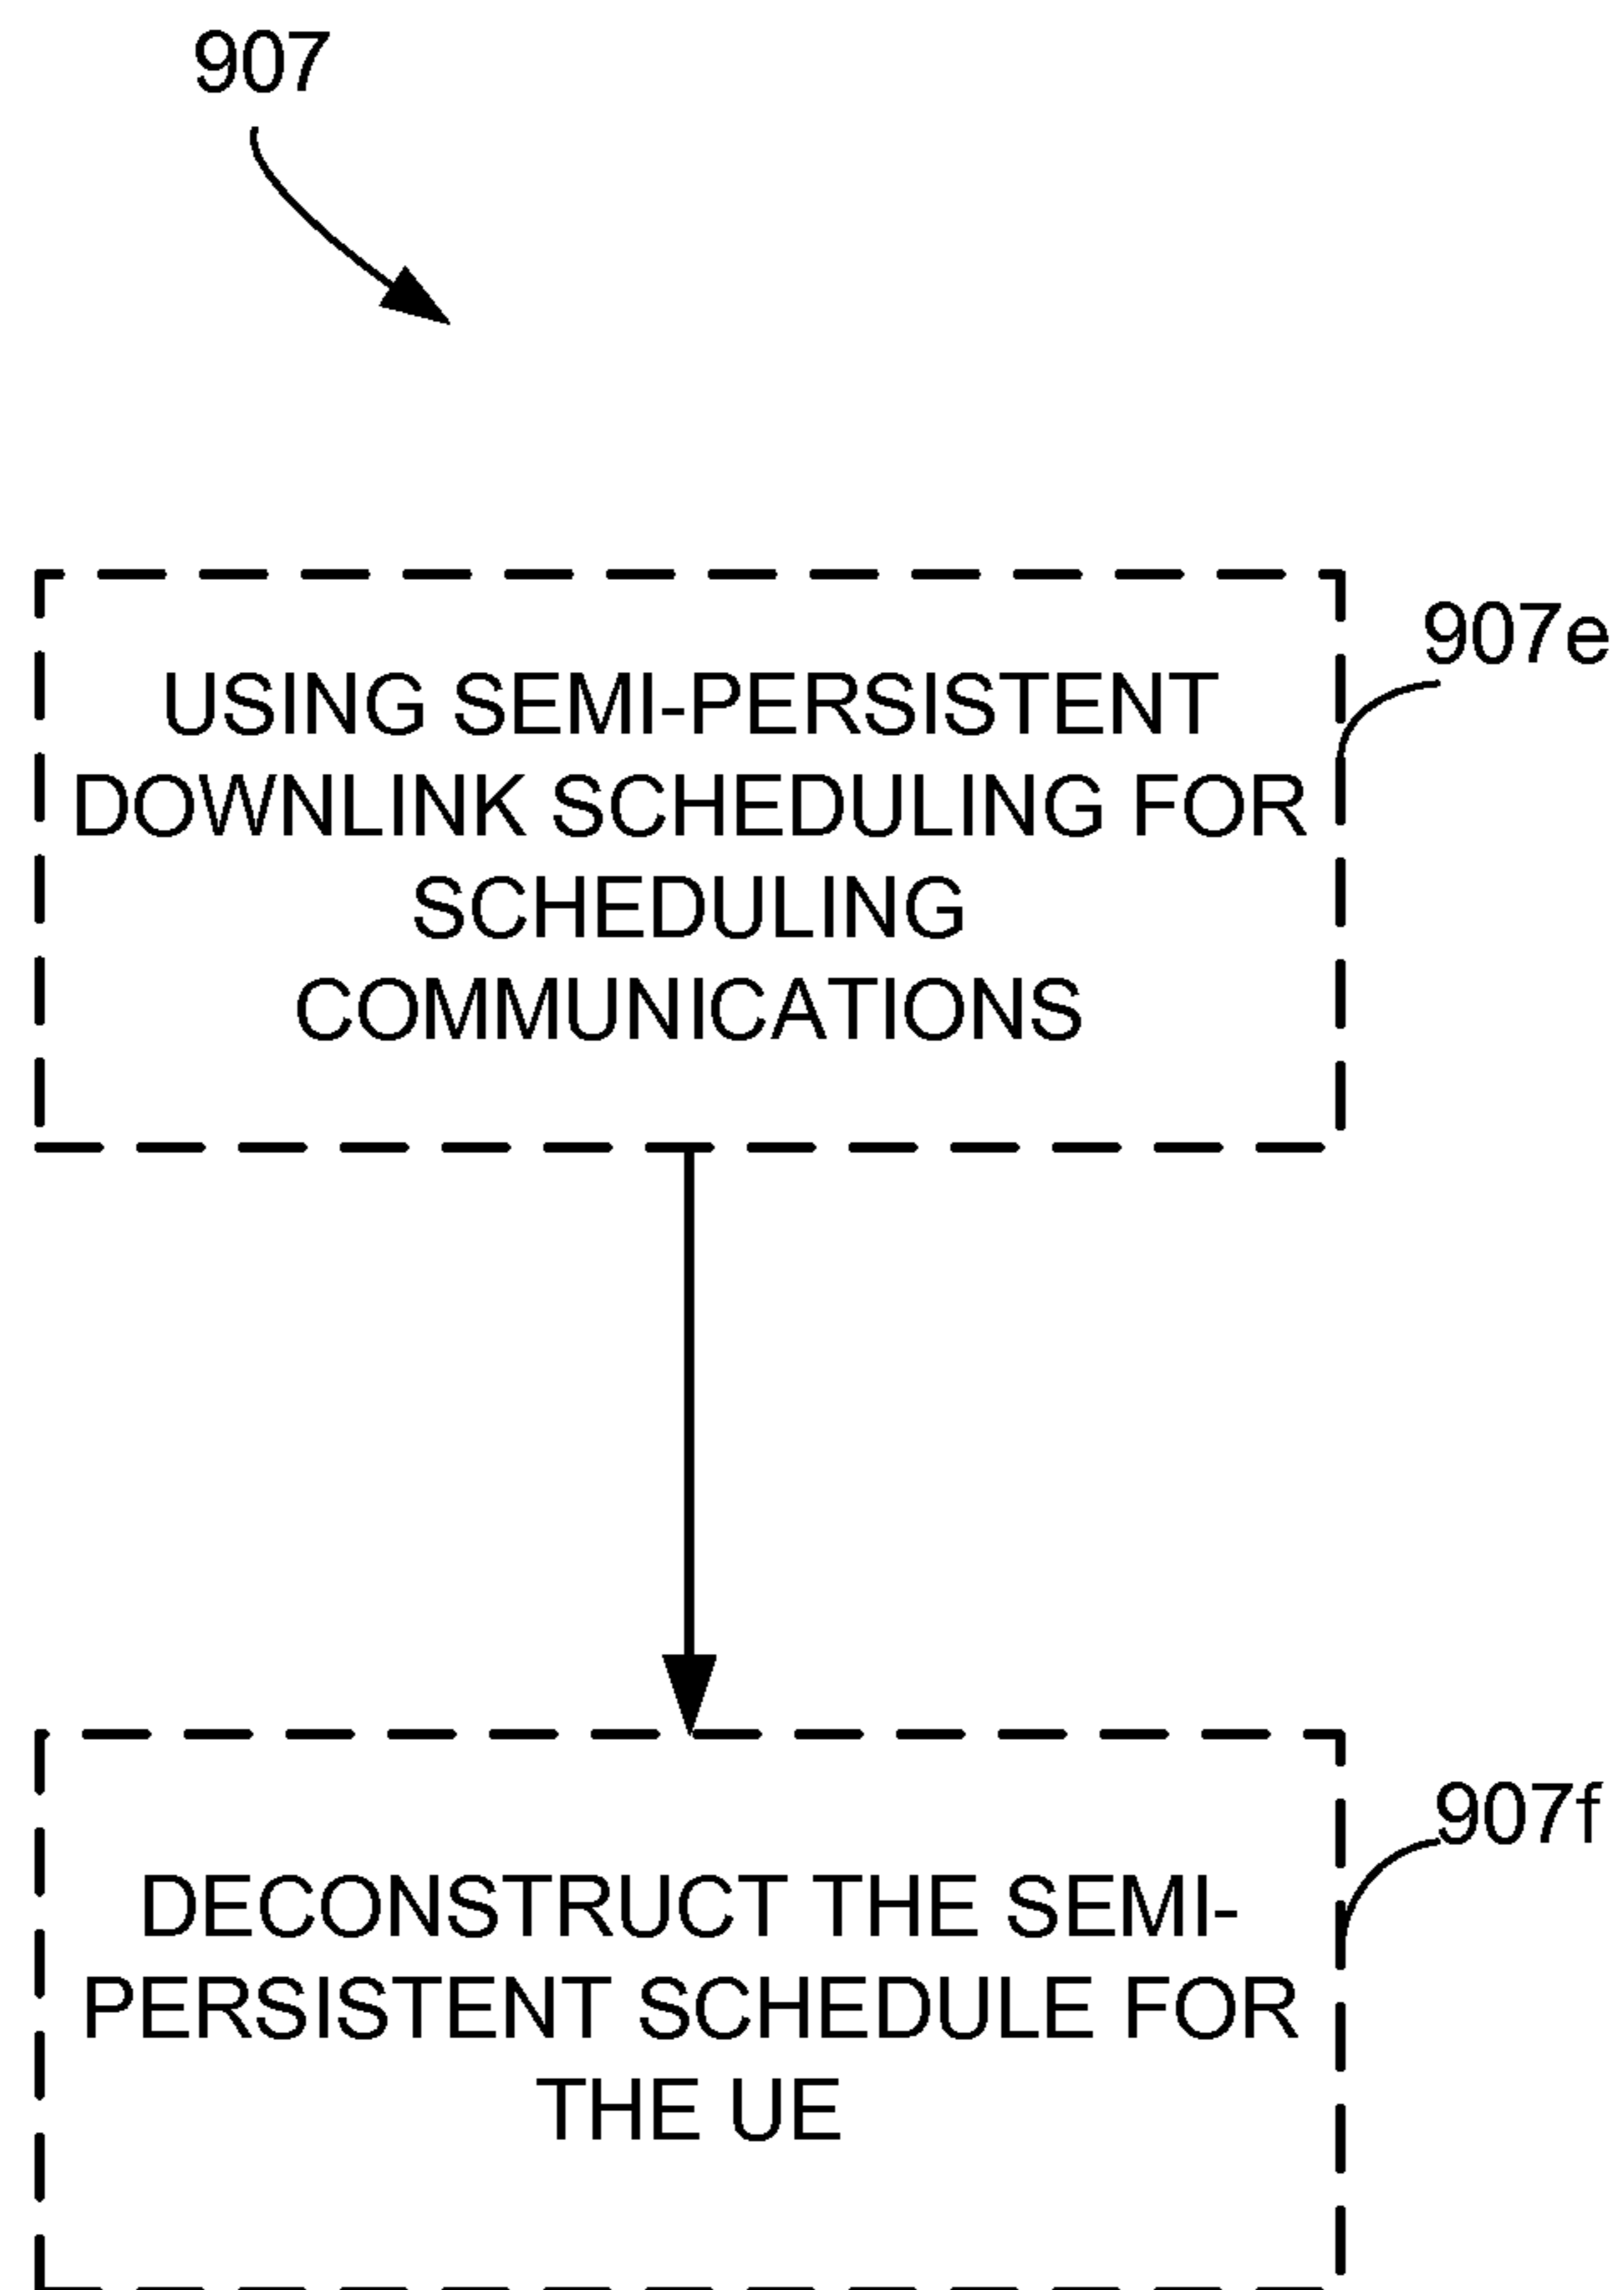 907
907e
USING SEMI-PERSISTENT
DOWNLINK SCHEDULING FOR
SCHEDULING
COMMUNICATIONS
907f
DECONSTRUCT THE SEMI-
PERSISTENT SCHEDULE FOR
THE UE